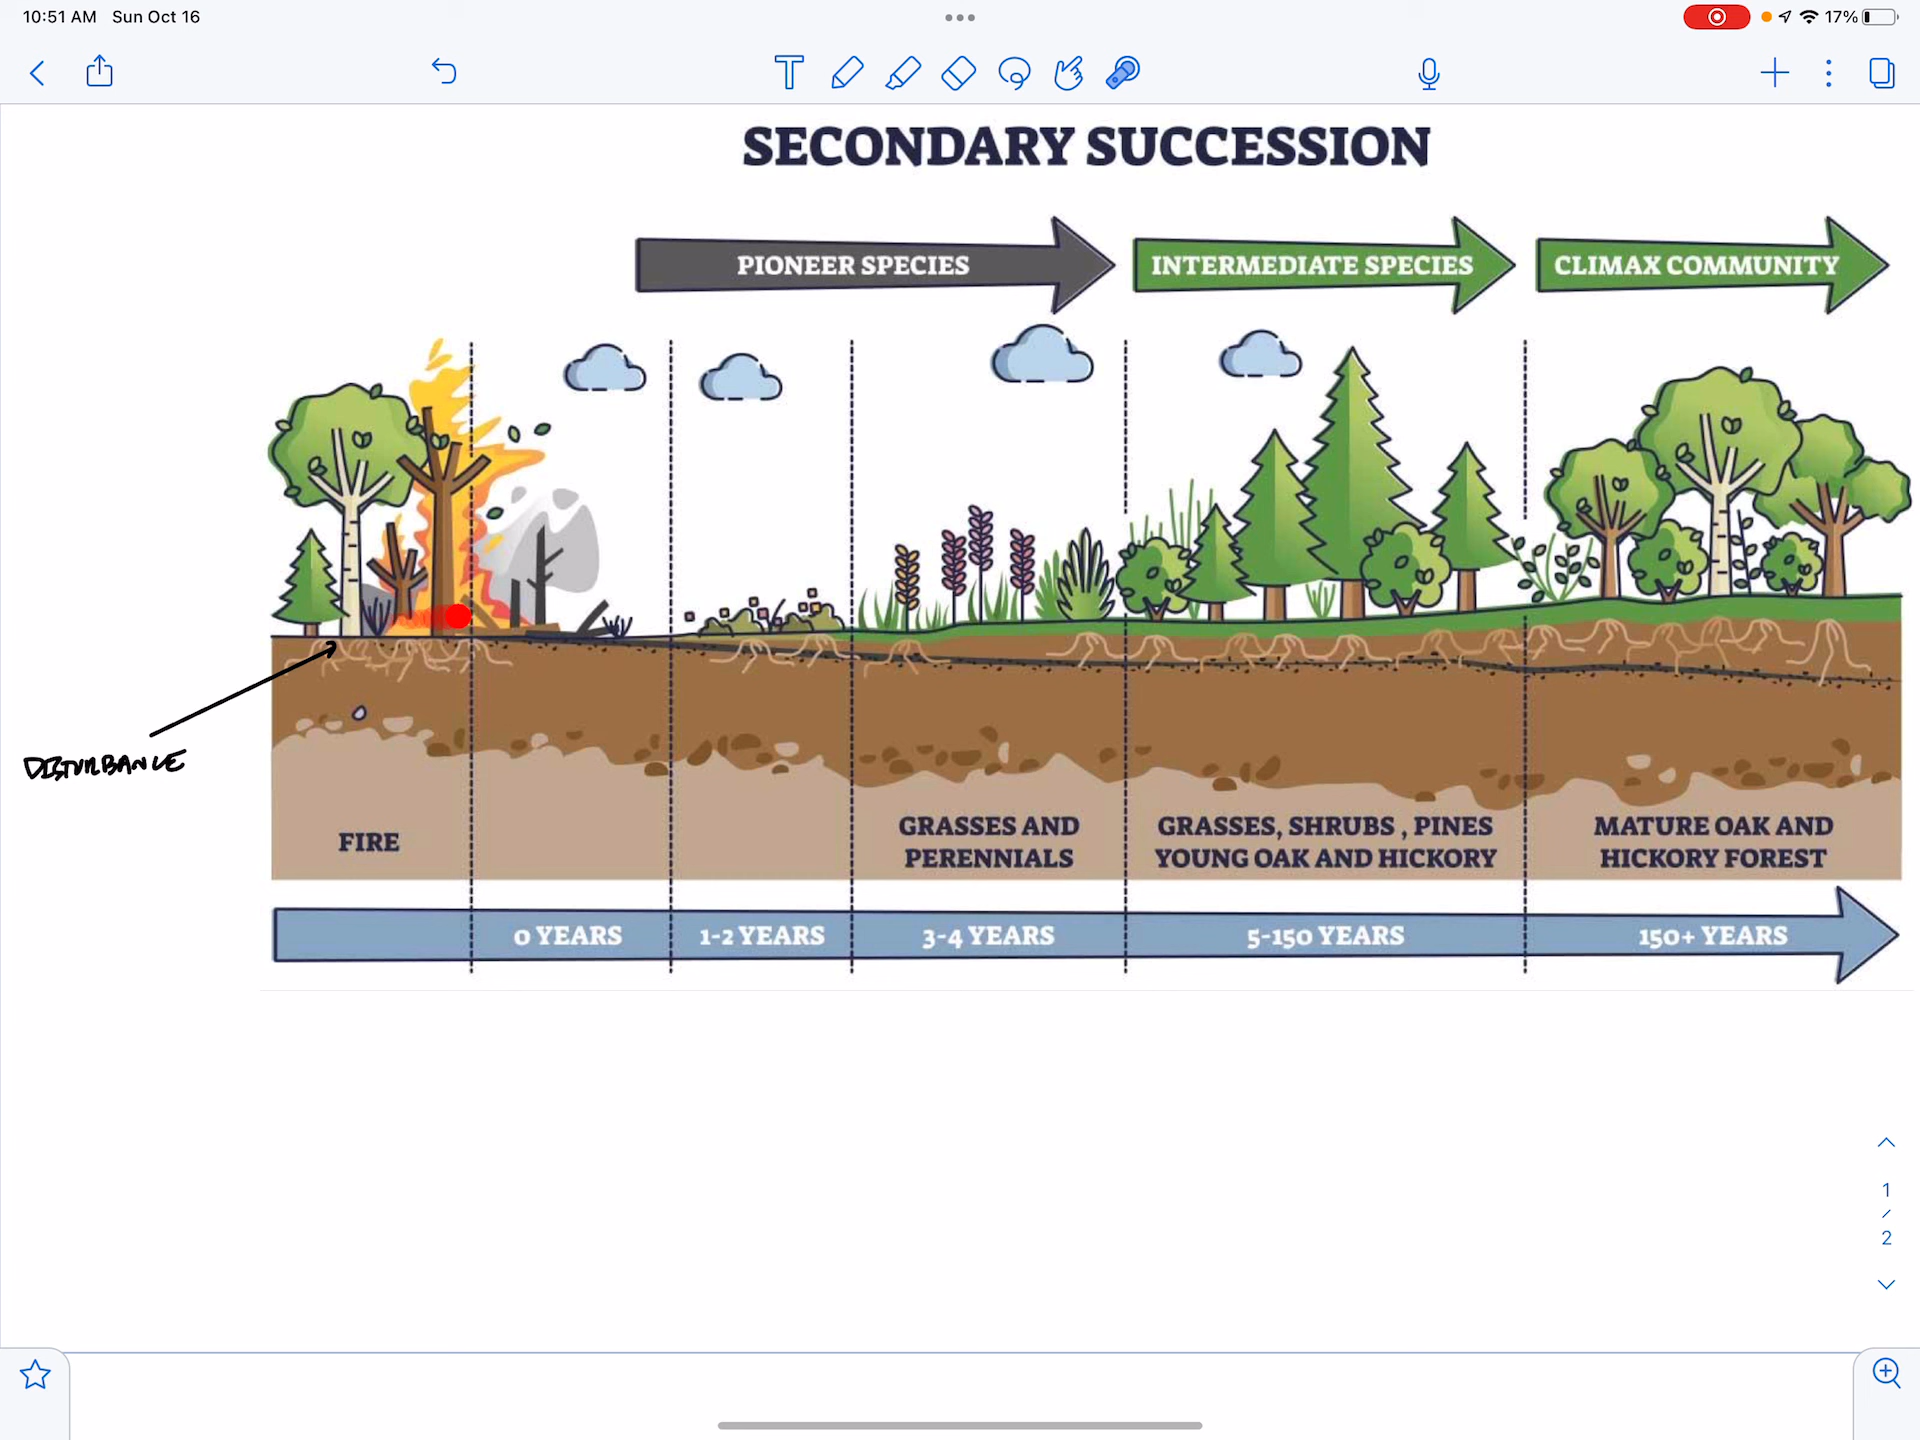 10:51 AM Sun Oct 16
17%
SECONDARY SUCCESSION
PIONEER SPECIES
INTERMEDIATE SPECIES
CLIMAX COMMUNITY
DISTURBANCE
FIRE
GRASSES AND
PERENNIALS
GRASSES, SHRUBS , PINES
YOUNG OAK AND HICKORY
MATURE OAK AND
HICKORY FOREST
0 YEARS
1-2 YEARS
3-4 YEARS
5-150 YEARS
150+ YEARS
1
/
2